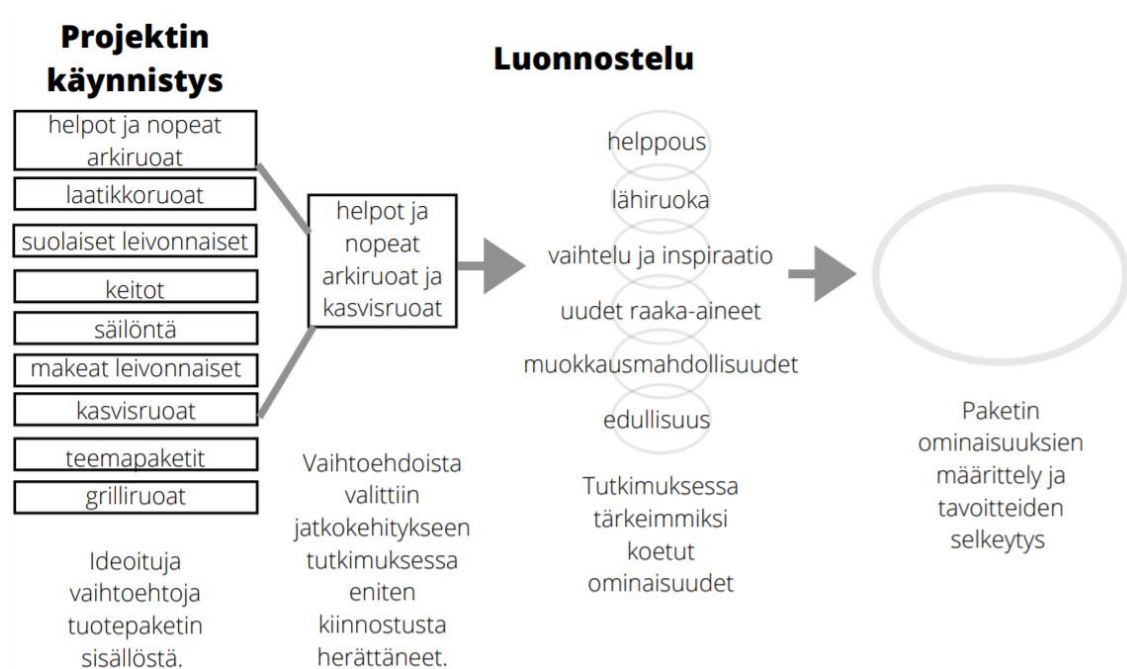 Projektin
käynnistys
helpot ja nopeat
arkiruoat
laatikkoruoat
suolaiset leivonnaiset
keitot
säilöntä
makeat leivonnaiset
kasvisruoat
teemapaketit
grilliruoat
Ideoituja
vaihtoehtoja
tuotepaketin
sisällöstä.
helpot ja
nopeat
arkiruoat ja
kasvisruoat
Vaihtoehdoista
valittiin
jatkokehitykseen
tutkimuksessa
eniten
kiinnostusta
herättäneet.
Luonnostelu
helppous
lähiruoka
vaihtelu ja inspiraatio
uudet raaka-aineet
muokkausmahdollisuudet
edullisuus
Tutkimuksessa
tärkeimmiksi
koetut
ominaisuudet
Paketin
ominaisuuksien
määrittely ja
tavoitteiden
selkeytys